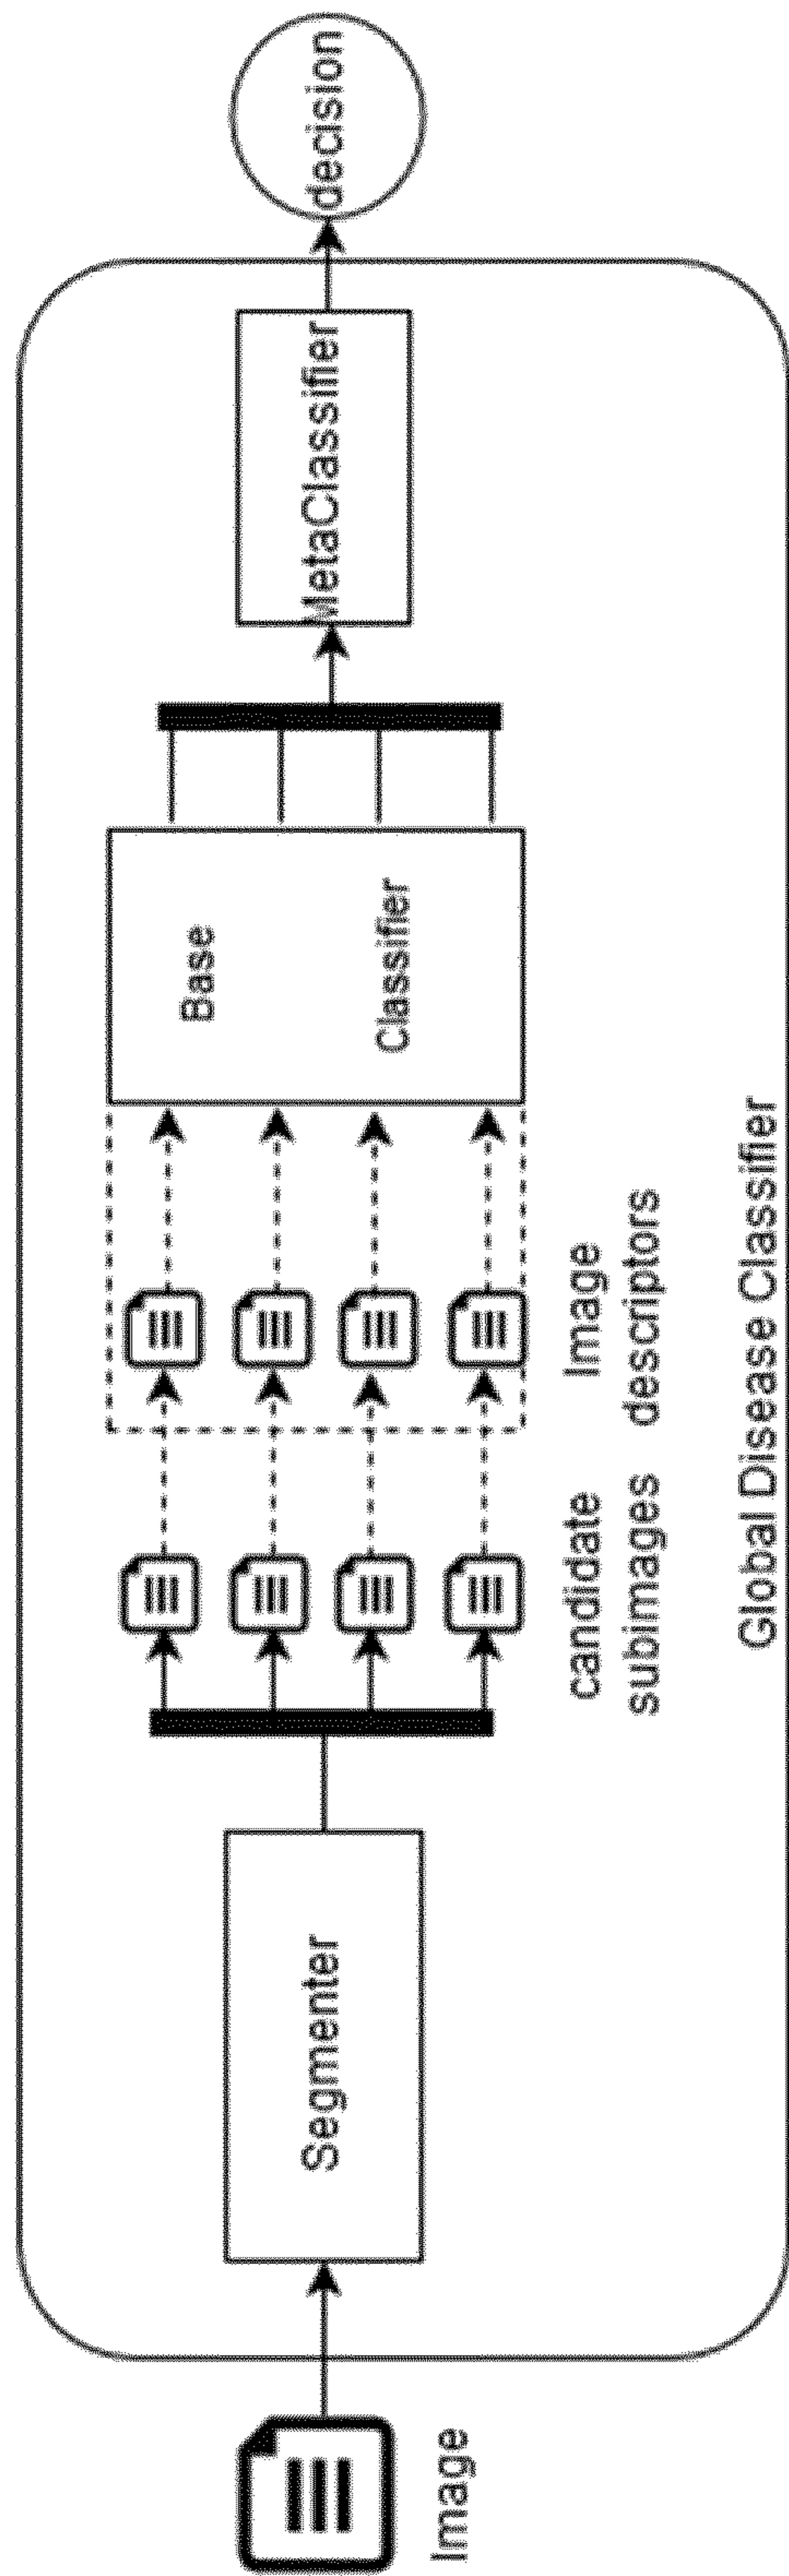 Image
Segmenter
candidate
subimages
Image
descriptors
Base
Classifier
MetaClassifier
decision
Global Disease Classifier